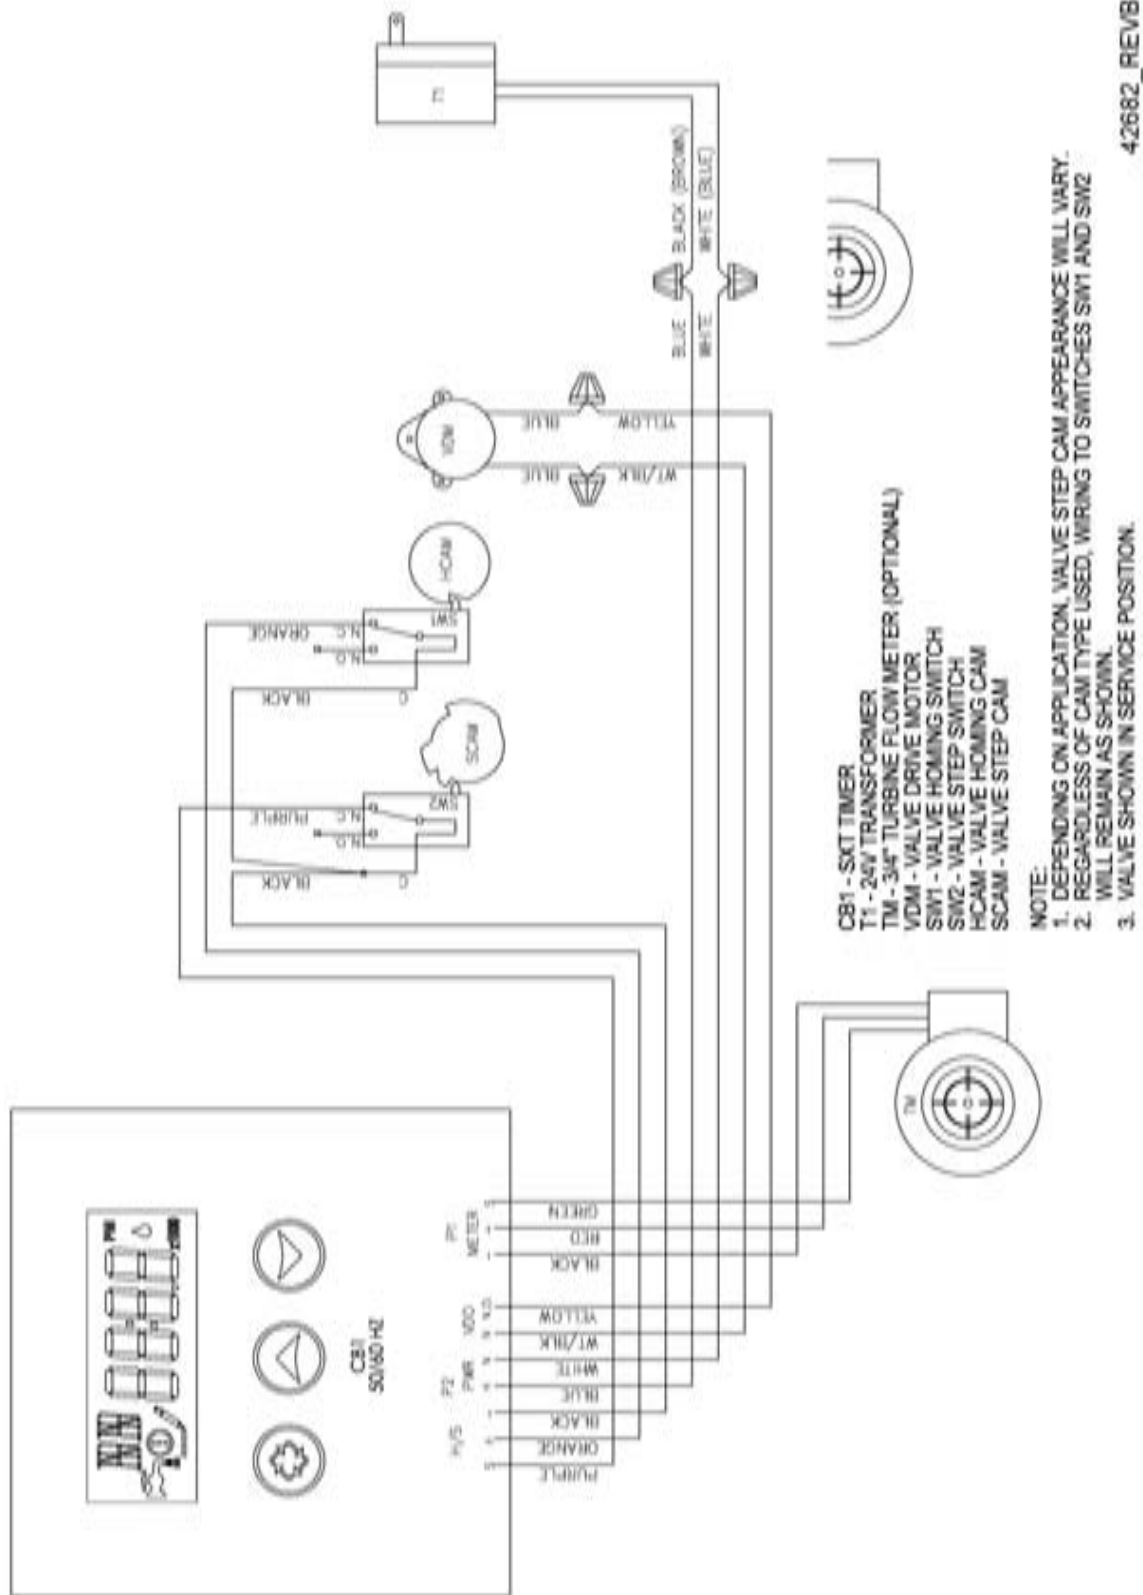 T1
BLACK (BROWN)
WHITE (BLUE)
BLUE
WHITE
VDM
BLUE
BLUE
YELLOW
WT/BLK
HCAM
SW1
ORANGE
N.C.
N.O.
BLACK
C
SCAM
SW2
PURPLE
N.C.
N.O.
BLACK
C
CB1
50/60 HZ
P1
METER
P2
H/S
PWR
PURPLE
ORANGE
BLACK
BLUE
WHITE
WT/BLK
YELLOW
BLACK
RED
GREEN
TM
CB1 - SXT TIMER
T1 - 24V TRANSFORMER
TM - 3/4" TURBINE FLOW METER (OPTIONAL)
VDM - VALVE DRIVE MOTOR
SW1 - VALVE HOMING SWITCH
SW2 - VALVE STEP SWITCH
HCAM - VALVE HOMING CAM
SCAM - VALVE STEP CAM
NOTE:
1. DEPENDING ON APPLICATION, VALVE STEP CAM APPEARANCE WILL VARY.
2. REGARDLESS OF CAM TYPE USED, WIRING TO SWITCHES SW1 AND SW2
WILL REMAIN AS SHOWN.
3. VALVE SHOWN IN SERVICE POSITION.
42682_REVB